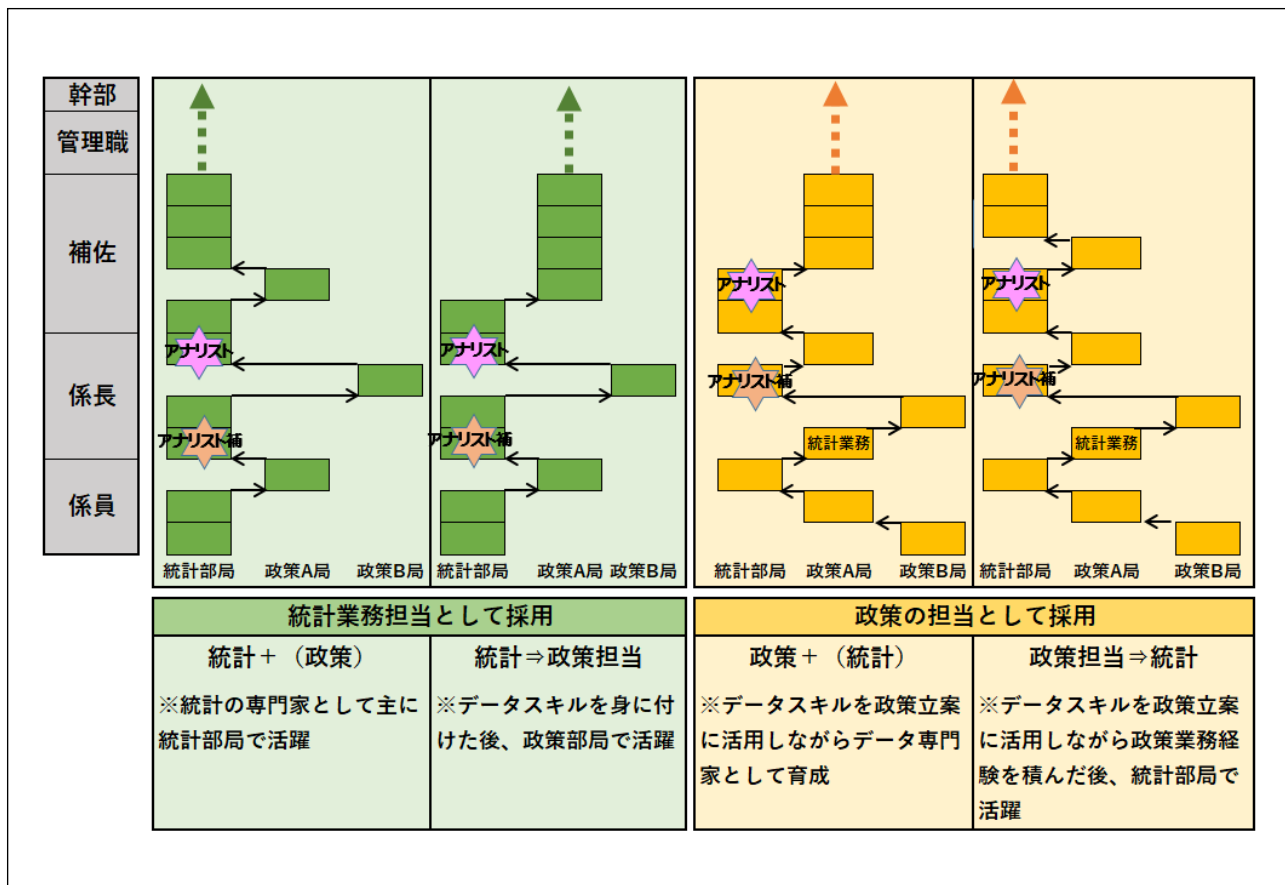 幹部
管理職
補佐
係長
係員
アナリスト
アナリスト補
統計部局 政策A局 政策B局
アナリスト
アナリスト補
統計部局 政策A局 政策B局
アナリスト
アナリスト補
統計業務
統計部局 政策A局 政策B局
アナリスト
アナリスト補
統計業務
統計部局 政策A局 政策B局
統計業務担当として採用
統計＋（政策）
※統計の専門家として主に
統計部局で活躍
統計⇒政策担当
※データスキルを身に付
けた後、政策部局で活躍
政策の担当として採用
政策＋（統計）
※データスキルを政策立案
に活用しながらデータ専門
家として育成
政策担当⇒統計
※データスキルを政策立案
に活用しながら政策業務経
験を積んだ後、統計部局で
活躍